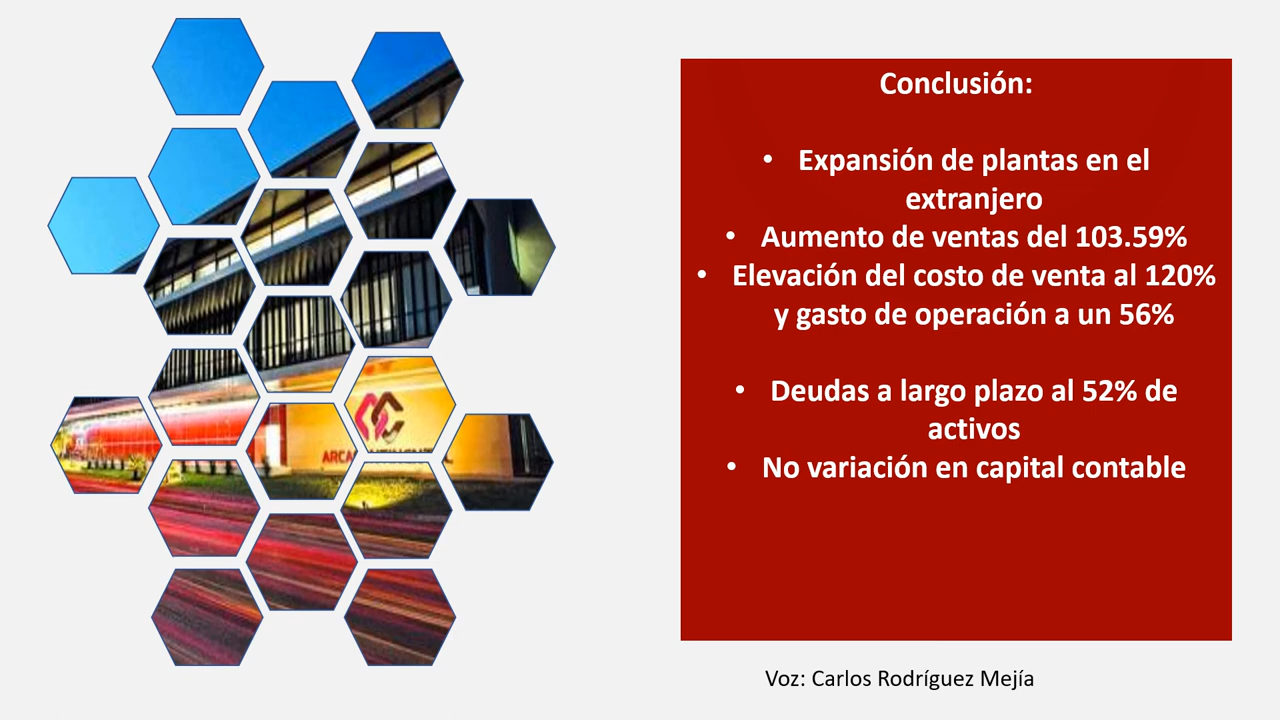 Conclusión:
• Expansión de plantas en el
extranjero
• Aumento de ventas del 103.59%
• Elevación del costo de venta al 120%
y gasto de operación a un 56%
• Deudas a largo plazo al 52% de
activos
• No variación en capital contable
Voz: Carlos Rodríguez Mejía